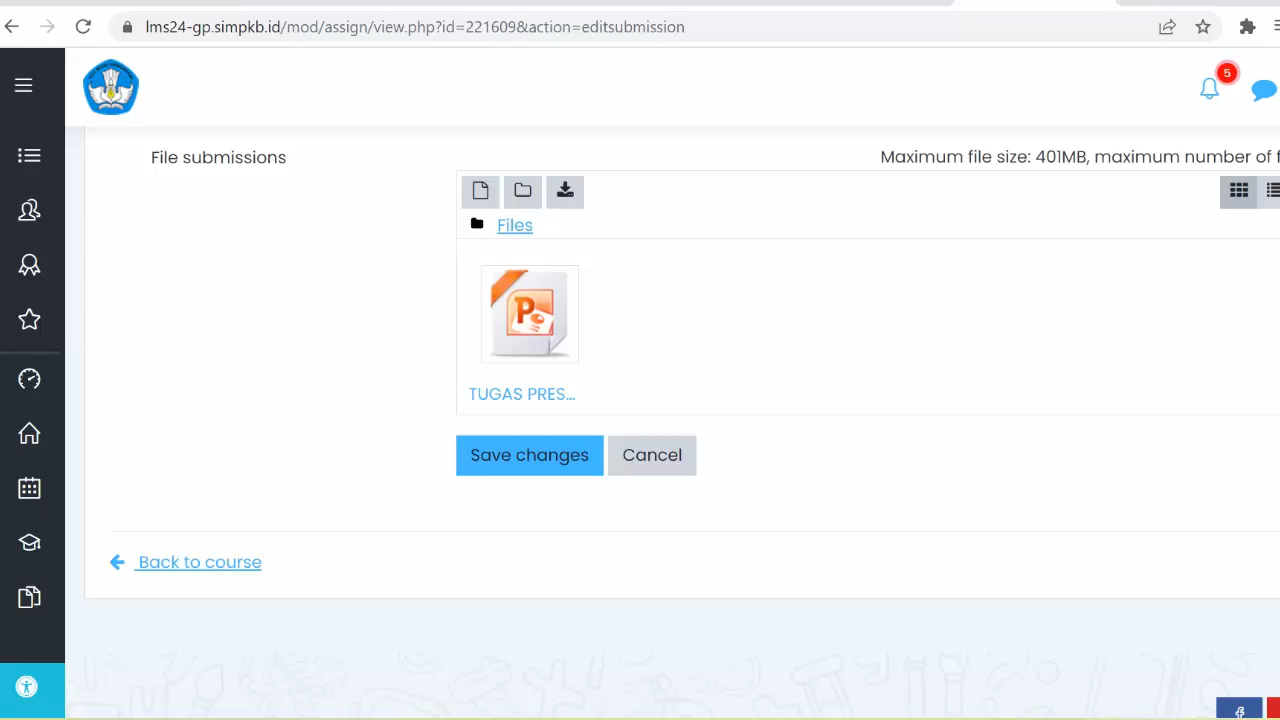 lms24-gp.simpkb.id/mod/assign/view.php?id=221609&action=editsubmission
5
File submissions
Maximum file size: 401MB, maximum number of f
Files
TUGAS PRES...
Save changes
Cancel
Back to course